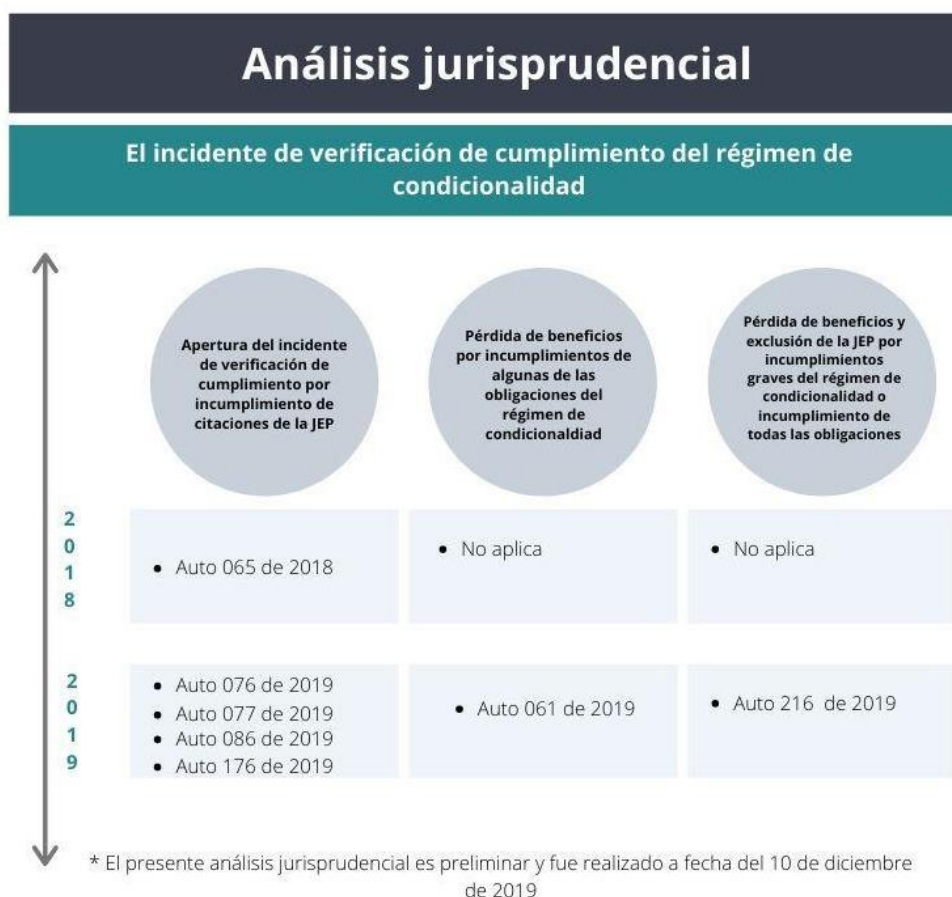 Análisis jurisprudencial
El incidente de verificación de cumplimiento del régimen de
condicionalidad
Apertura del incidente
de verificación de
cumplimiento por
incumplimiento de
citaciones de la JEP
Pérdida de beneficios
por incumplimientos de
algunas de las
obligaciones del
régimen de
condicionaldiad
Pérdida de beneficios y
exclusión de la JEP por
incumplimientos
graves del régimen de
condicionalidad o
incumplimiento de
todas las obligaciones
2
0
1
8
• Auto 065 de 2018
• No aplica
• No aplica
2
0
1
9
• Auto 076 de 2019
• Auto 077 de 2019
• Auto 086 de 2019
• Auto 176 de 2019
• Auto 061 de 2019
• Auto 216 de 2019
* El presente análisis jurisprudencial es preliminar y fue realizado a fecha del 10 de diciembre
de 2019